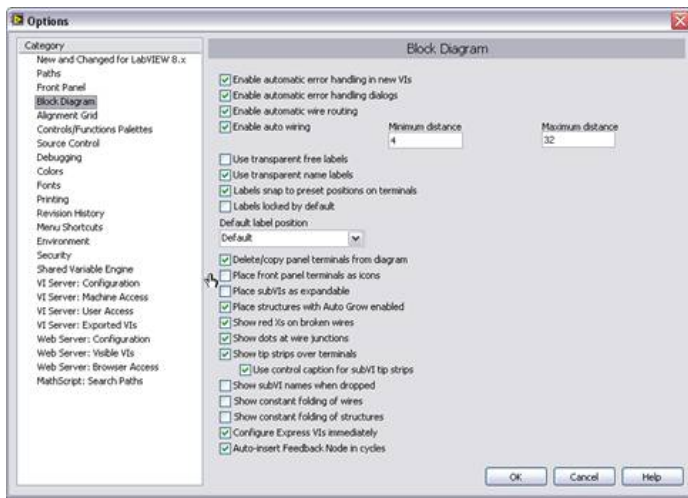 Options
Category
New and Changed for LabVIEW 8.x
Paths
Front Panel
Block Diagram
Alignment Grid
Controls/Functions Palettes
Source Control
Debugging
Colors
Fonts
Printing
Revision History
Menu Shortcuts
Environment
Security
Shared Variable Engine
VI Server: Configuration
VI Server: Machine Access
VI Server: User Access
VI Server: Exported VIs
Web Server: Configuration
Web Server: Visible VIs
Web Server: Browser Access
MathScript: Search Paths
Block Diagram
Enable automatic error handling in new VIs
Enable automatic error handling dialogs
Enable automatic wire routing
Enable auto wiring
Minimum distance
4
Maximum distance
32
Use transparent free labels
Use transparent name labels
Labels snap to preset positions on terminals
Labels locked by default
Default label position
Default
Delete/copy panel terminals from diagram
Place front panel terminals as icons
Place subVIs as expandable
Place structures with Auto Grow enabled
Show red Xs on broken wires
Show dots at wire junctions
Show tip strips over terminals
Use control caption for subVI tip strips
Show subVI names when dropped
Show constant folding of wires
Show constant folding of structures
Configure Express VIs immediately
Auto-insert Feedback Node in cycles
OK
Cancel
Help